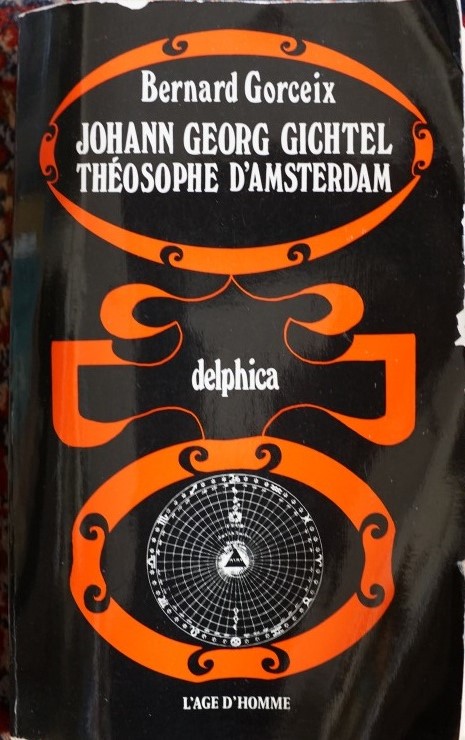 Bernard Gorceix
JOHANN GEORG GICHTEL
THÉOSOPHE D'AMSTERDAM
delphica
L'AGE D'HOMME